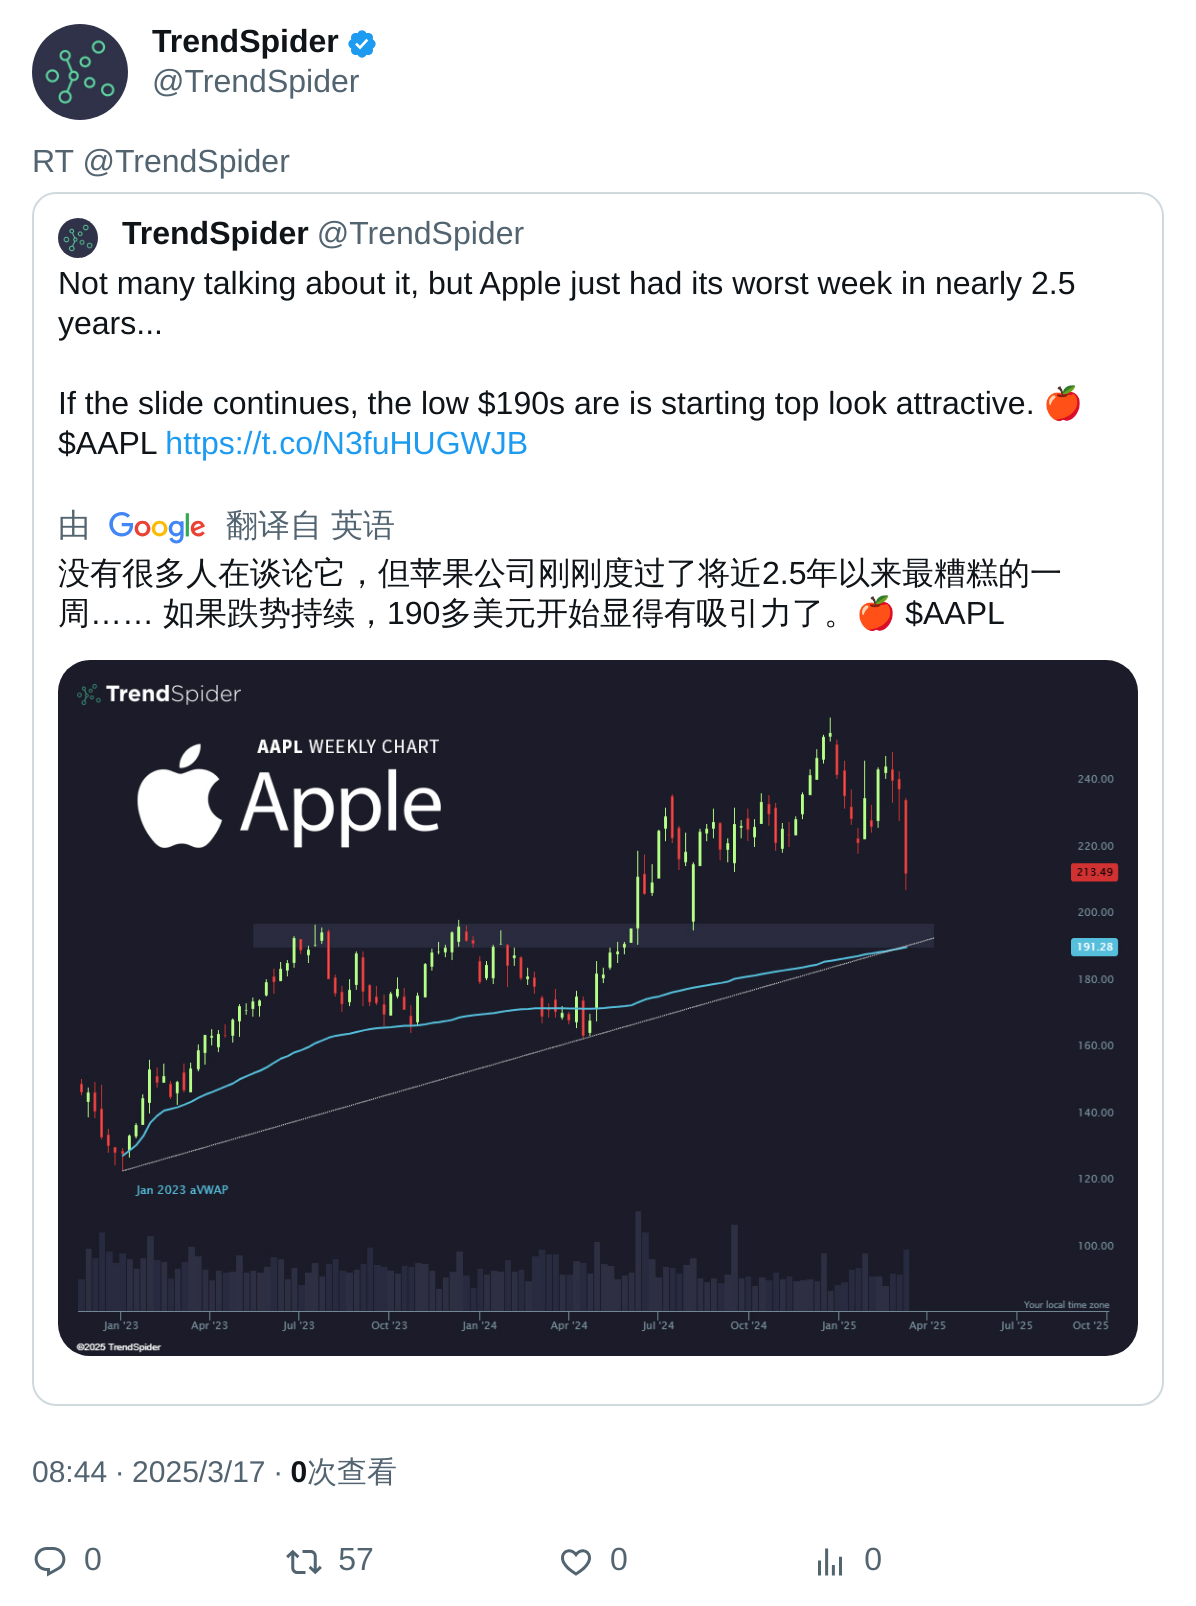 TrendSpider
@TrendSpider
RT @TrendSpider
TrendSpider @TrendSpider
Not many talking about it, but Apple just had its worst week in nearly 2.5
years...
If the slide continues, the low $190s are is starting top look attractive. 🍎
$AAPL https://t.co/N3fuHUGWJB
由 Google 翻译自 英语
没有很多人在谈论它，但苹果公司刚刚度过了将近2.5年以来最糟糕的一
周…… 如果跌势持续，190多美元开始显得有吸引力了。🍎 $AAPL
TrendSpider
AAPL WEEKLY CHART
Apple
240.00
220.00
213.49
200.00
191.28
180.00
160.00
140.00
120.00
Jan 2023 aVWAP
100.00
Your local time zone
Jan '23 Apr '23 Jul '23 Oct '23 Jan '24 Apr '24 Jul '24 Oct '24 Jan '25 Apr '25 Jul '25 Oct '25
©2025 TrendSpider
08:44 · 2025/3/17 · 0次查看
0 57 0 0